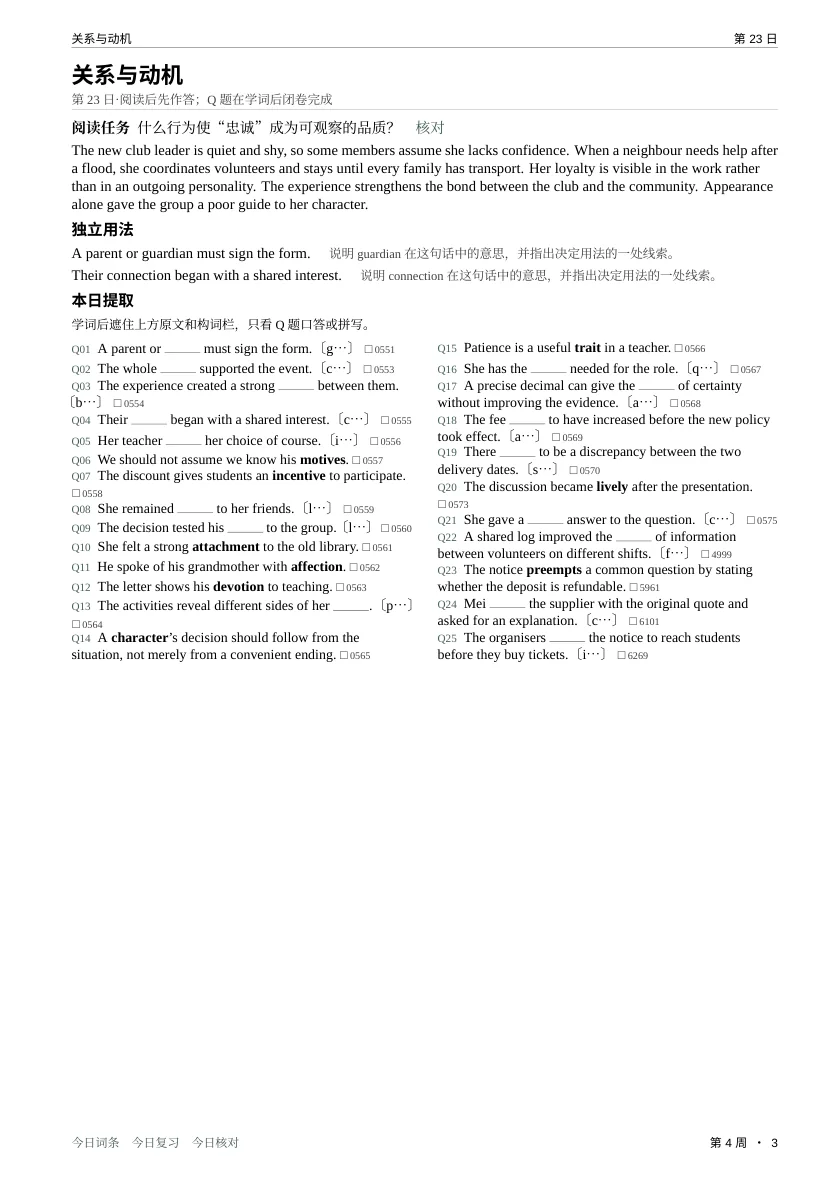 关系与动机 第 23 日
关系与动机
第 23 日·阅读后先作答；Q 题在学词后闭卷完成
阅读任务 什么行为使“忠诚”成为可观察的品质？ 核对
The new club leader is quiet and shy, so some members assume she lacks confidence. When a neighbour needs help after
a flood, she coordinates volunteers and stays until every family has transport. Her loyalty is visible in the work rather
than in an outgoing personality. The experience strengthens the bond between the club and the community. Appearance
alone gave the group a poor guide to her character.
独立用法
A parent or guardian must sign the form. 说明 guardian 在这句话中的意思，并指出决定用法的一处线索。
Their connection began with a shared interest. 说明 connection 在这句话中的意思，并指出决定用法的一处线索。
本日提取
学词后遮住上方原文和构词栏，只看 Q 题口答或拼写。
Q01 A parent or _____ must sign the form.〔g···〕 □ 0551
Q02 The whole _____ supported the event.〔c···〕 □ 0553
Q03 The experience created a strong _____ between them.
〔b···〕 □ 0554
Q04 Their _____ began with a shared interest.〔c···〕 □ 0555
Q05 Her teacher _____ her choice of course.〔i···〕 □ 0556
Q06 We should not assume we know his motives. □ 0557
Q07 The discount gives students an incentive to participate.
□ 0558
Q08 She remained _____ to her friends.〔l···〕 □ 0559
Q09 The decision tested his _____ to the group.〔l···〕 □ 0560
Q10 She felt a strong attachment to the old library. □ 0561
Q11 He spoke of his grandmother with affection. □ 0562
Q12 The letter shows his devotion to teaching. □ 0563
Q13 The activities reveal different sides of her _____.〔p···〕
□ 0564
Q14 A character’s decision should follow from the
situation, not merely from a convenient ending. □ 0565
Q15 Patience is a useful trait in a teacher. □ 0566
Q16 She has the _____ needed for the role.〔q···〕 □ 0567
Q17 A precise decimal can give the _____ of certainty
without improving the evidence.〔a···〕 □ 0568
Q18 The fee _____ to have increased before the new policy
took effect.〔a···〕 □ 0569
Q19 There _____ to be a discrepancy between the two
delivery dates.〔s···〕 □ 0570
Q20 The discussion became lively after the presentation.
□ 0573
Q21 She gave a _____ answer to the question.〔c···〕 □ 0575
Q22 A shared log improved the _____ of information
between volunteers on different shifts.〔f···〕 □ 4999
Q23 The notice preempts a common question by stating
whether the deposit is refundable. □ 5961
Q24 Mei _____ the supplier with the original quote and
asked for an explanation.〔c···〕 □ 6101
Q25 The organisers _____ the notice to reach students
before they buy tickets.〔i···〕 □ 6269
今日词条 今日复习 今日核对 第 4 周 · 3